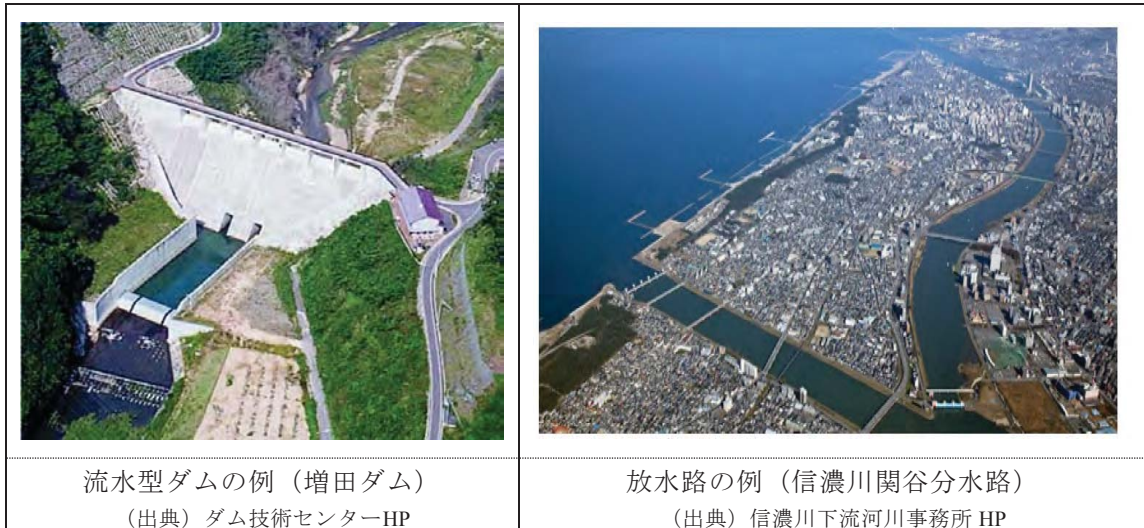 流水型ダムの例（増田ダム）
（出典）ダム技術センターHP
放水路の例（信濃川関谷分水路）
（出典）信濃川下流河川事務所 HP